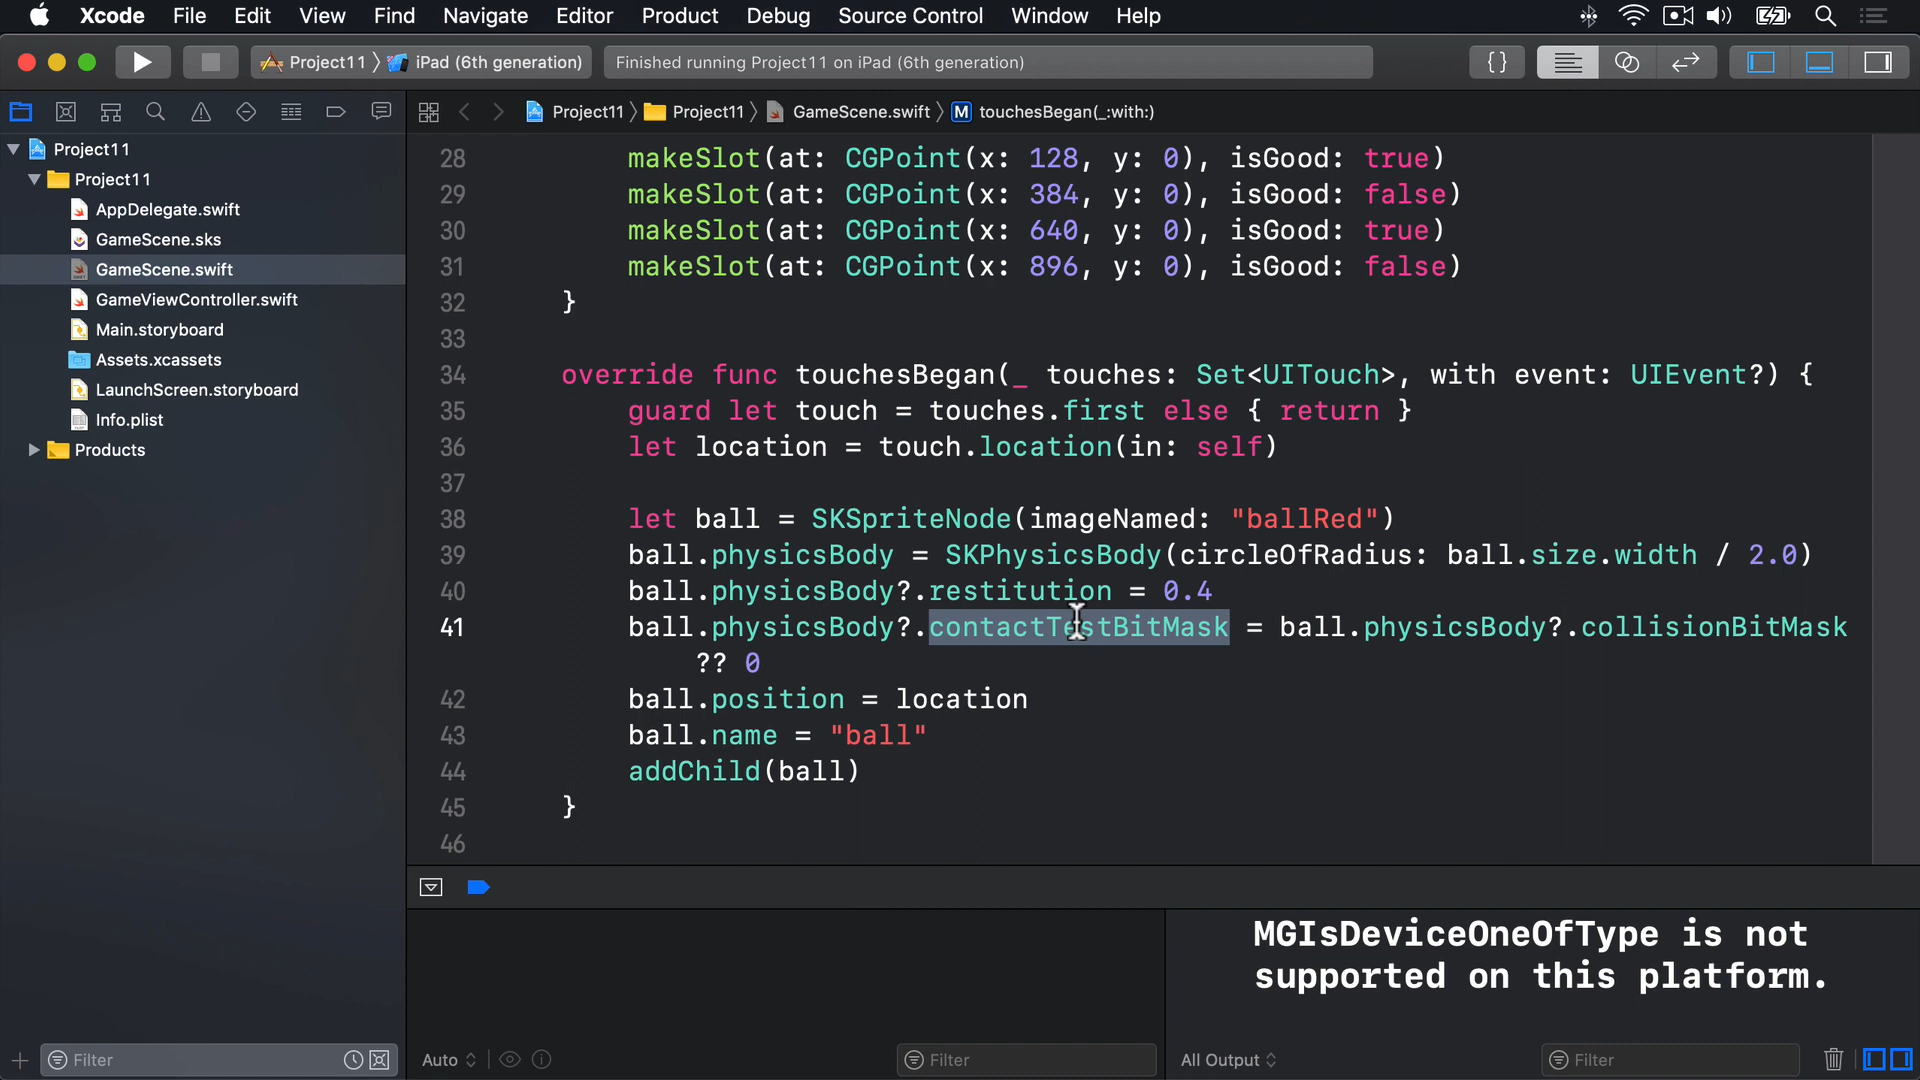 Xcode File Edit View Find Navigate Editor Product Debug Source Control Window Help
Project11 iPad (6th generation) Finished running Project11 on iPad (6th generation) {}
Project11 Project11 GameScene.swift M touchesBegan(_:with:)
Project11
Project11
AppDelegate.swift
GameScene.sks
GameScene.swift
GameViewController.swift
Main.storyboard
Assets.xcassets
LaunchScreen.storyboard
Info.plist
Products
28 makeSlot(at: CGPoint(x: 128, y: 0), isGood: true)
29 makeSlot(at: CGPoint(x: 384, y: 0), isGood: false)
30 makeSlot(at: CGPoint(x: 640, y: 0), isGood: true)
31 makeSlot(at: CGPoint(x: 896, y: 0), isGood: false)
32 }
33
34 override func touchesBegan(_ touches: Set<UITouch>, with event: UIEvent?) {
35 guard let touch = touches.first else { return }
36 let location = touch.location(in: self)
37
38 let ball = SKSpriteNode(imageNamed: "ballRed")
39 ball.physicsBody = SKPhysicsBody(circleOfRadius: ball.size.width / 2.0)
40 ball.physicsBody?.restitution = 0.4
41 ball.physicsBody?.contactTestBitMask = ball.physicsBody?.collisionBitMask
?? 0
42 ball.position = location
43 ball.name = "ball"
44 addChild(ball)
45 }
46
MGIsDeviceOneOfType is not
supported on this platform.
Filter Auto Filter All Output Filter